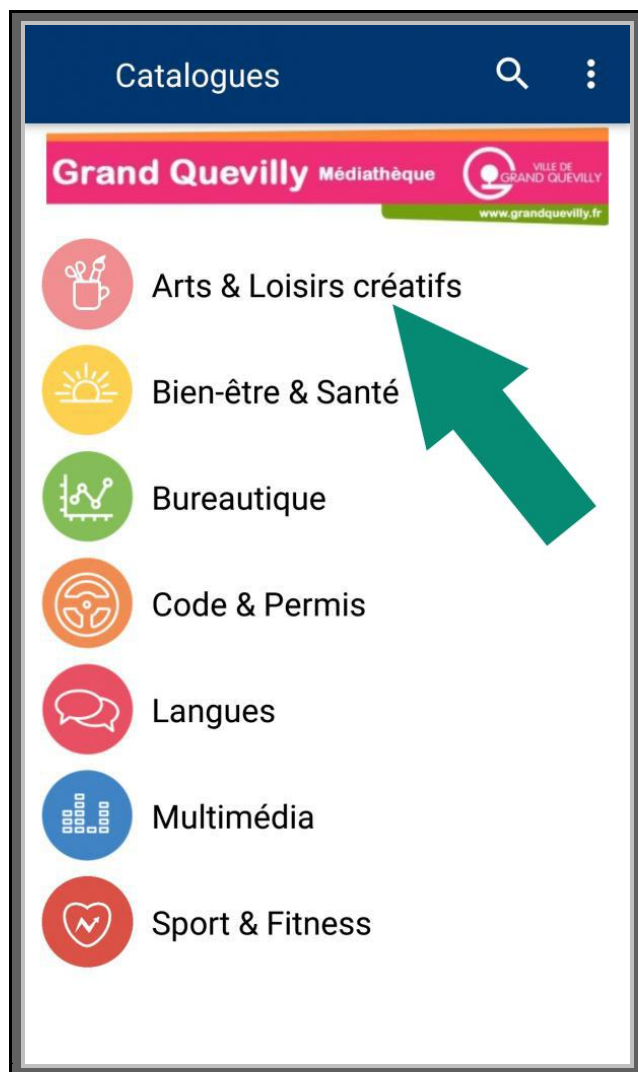 Catalogues
Grand Quevilly Médiathèque
VILLE DE
GRAND QUEVILLY
www.grandquevilly.fr
Arts & Loisirs créatifs
Bien-être & Santé
Bureautique
Code & Permis
Langues
Multimédia
Sport & Fitness